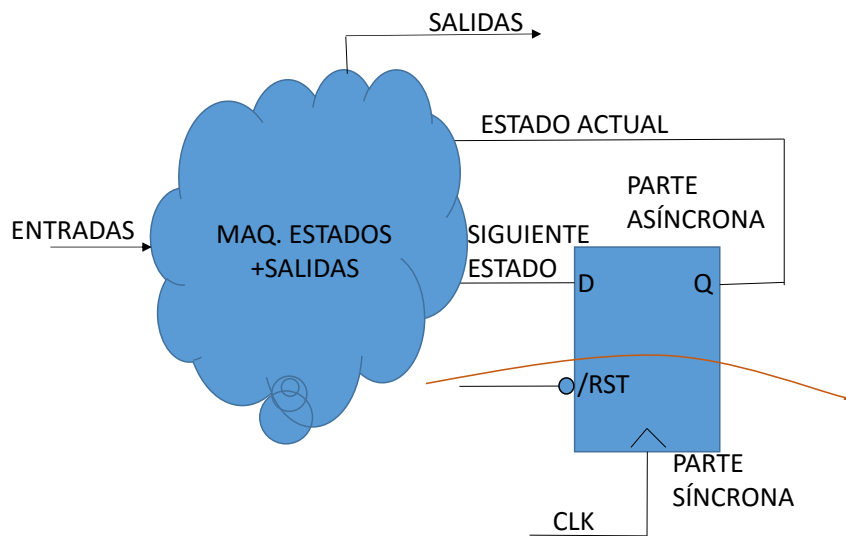 SALIDAS
ESTADO ACTUAL
PARTE
ASÍNCRONA
ENTRADAS
MAQ. ESTADOS
+SALIDAS
SIGUIENTE
ESTADO
D
Q
/RST
PARTE
SÍNCRONA
CLK